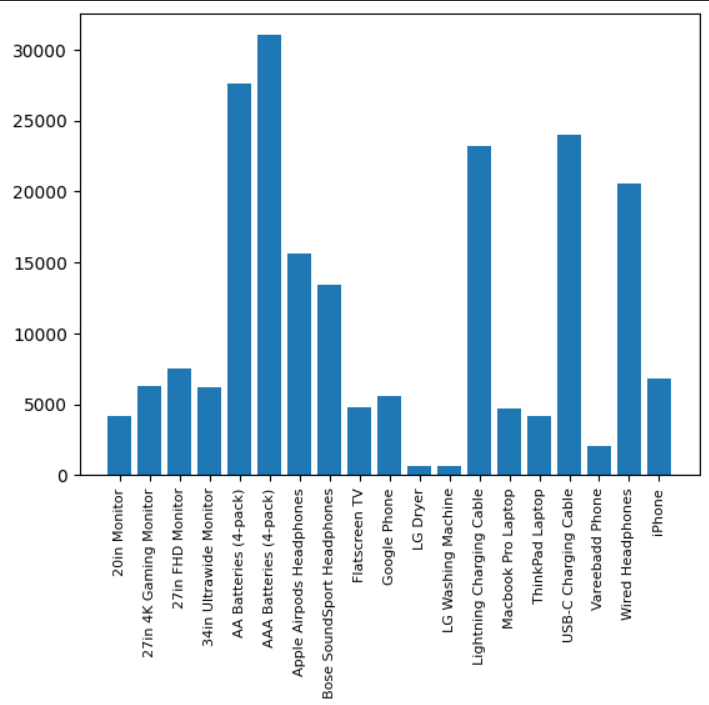 30000
25000
20000
15000
10000
5000
0
20in Monitor
27in 4K Gaming Monitor
27in FHD Monitor
34in Ultrawide Monitor
AA Batteries (4-pack)
AAA Batteries (4-pack)
Apple Airpods Headphones
Bose SoundSport Headphones
Flatscreen TV
Google Phone
LG Dryer
LG Washing Machine
Lightning Charging Cable
Macbook Pro Laptop
ThinkPad Laptop
USB-C Charging Cable
Vareebadd Phone
Wired Headphones
iPhone